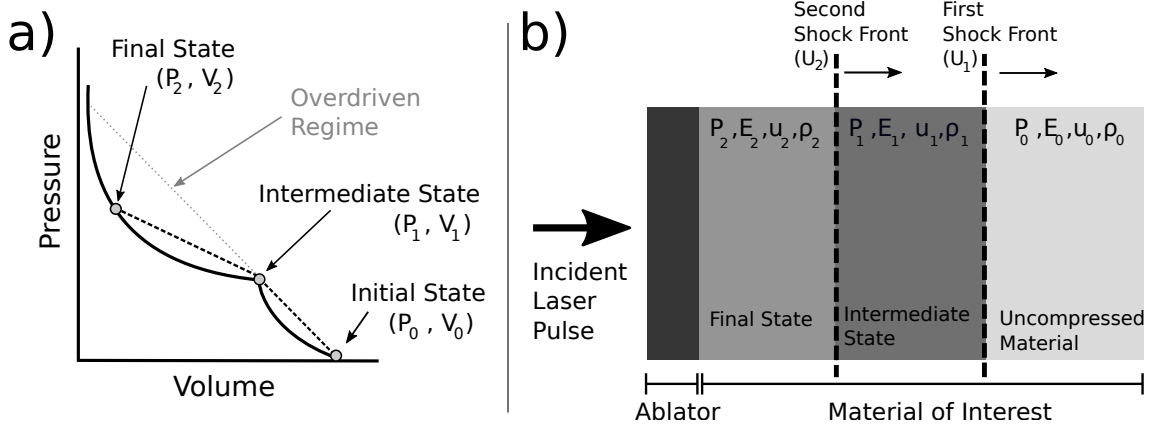 a)
Final State
(P₂, V₂)
Overdriven
Regime
Intermediate State
(P₁, V₁)
Initial State
(P₀, V₀)
Pressure
Volume
b)
Second
Shock Front
(U₂)
First
Shock Front
(U₁)
P₂,E₂,u₂,ρ₂
P₁,E₁, u₁,ρ₁
P₀,E₀,u₀,ρ₀
Incident
Laser
Pulse
Final State
Intermediate
State
Uncompressed
Material
Ablator
Material of Interest